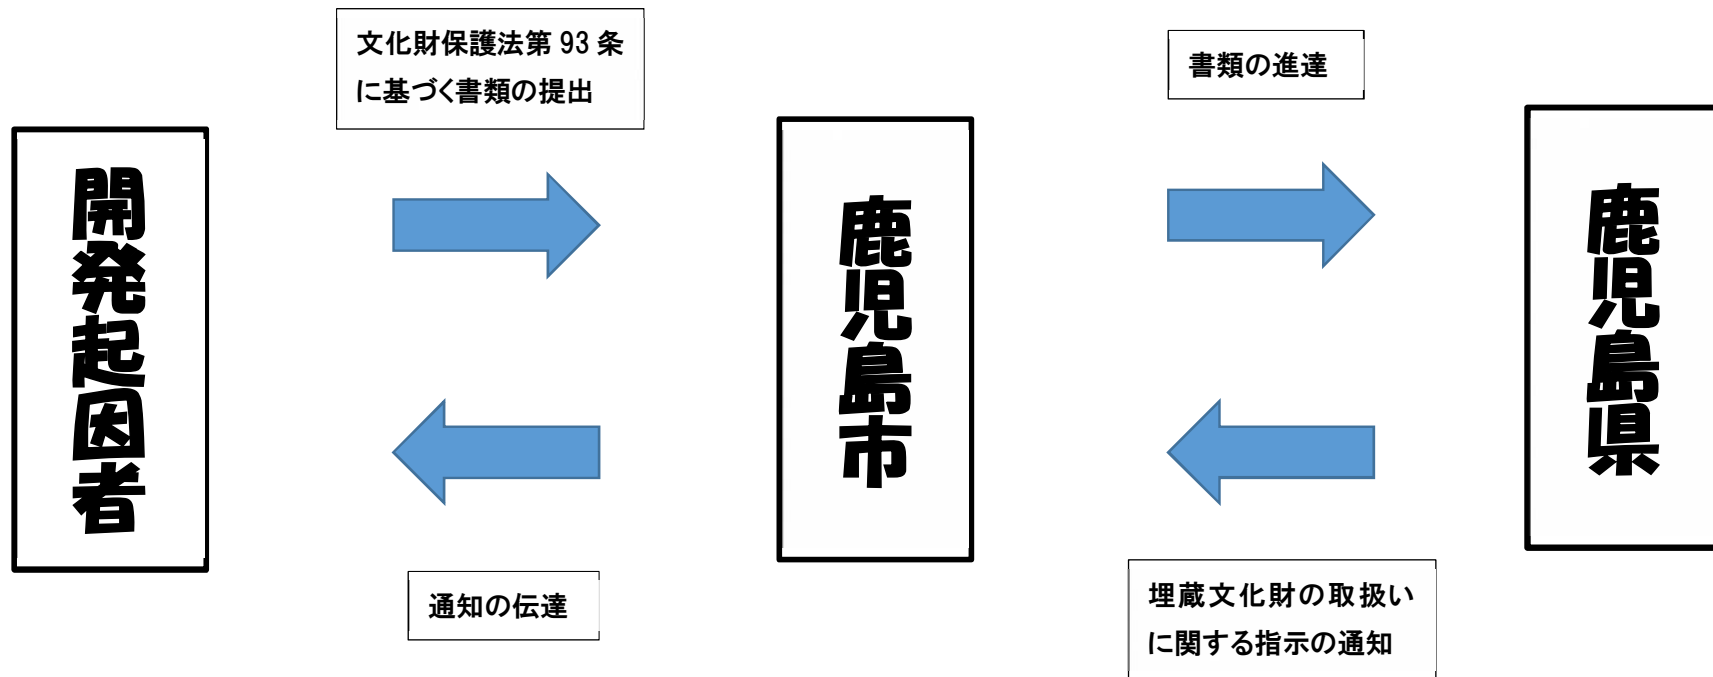 文化財保護法第 93 条
に基づく書類の提出
書類の進達
開発起因者
鹿児島市
鹿児島県
通知の伝達
埋蔵文化財の取扱い
に関する指示の通知